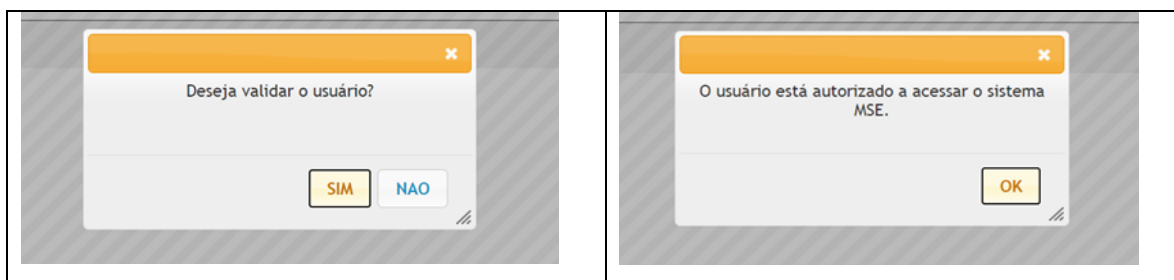 Deseja validar o usuário?
SIM NAO
O usuário está autorizado a acessar o sistema
MSE.
OK